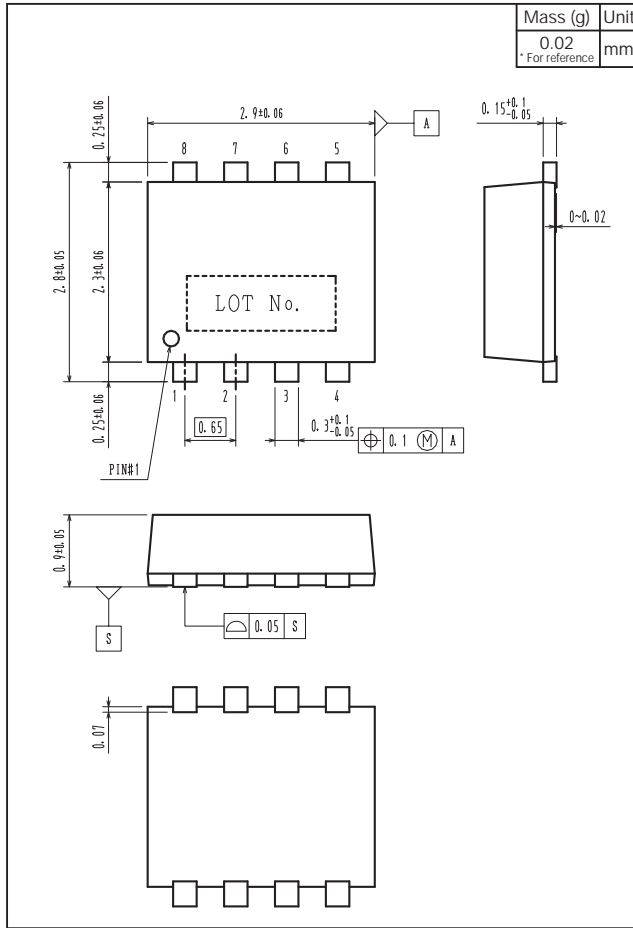 Mass (g) Unit
0.02 mm
* For reference
2.9±0.06
A
0.15+0.1-0.05
0.25±0.06
8 7 6 5
0~0.02
2.8±0.05
2.3±0.06
LOT No.
0.25±0.06
1 2 3 4
0.65
0.3+0.1-0.05
⌖ 0.1 Ⓜ A
PIN#1
0.9±0.05
S
⌓ 0.05 S
0.07